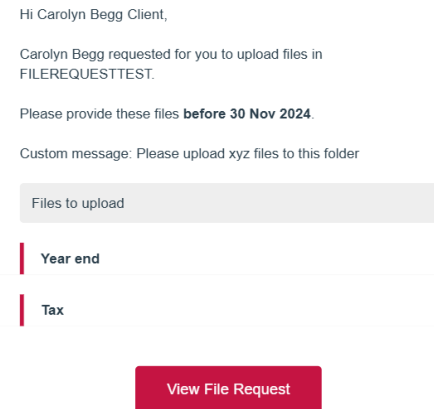 Hi Carolyn Begg Client,
Carolyn Begg requested for you to upload files in
FILEREQUESTTEST.
Please provide these files before 30 Nov 2024.
Custom message: Please upload xyz files to this folder
Files to upload
Year end
Tax
View File Request